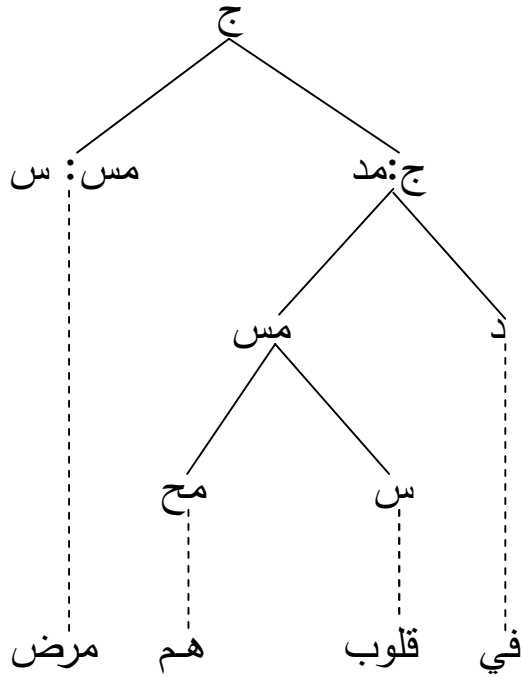 ج
ج:مد مس: س
د مس
س مح
في قلوب هم مرض